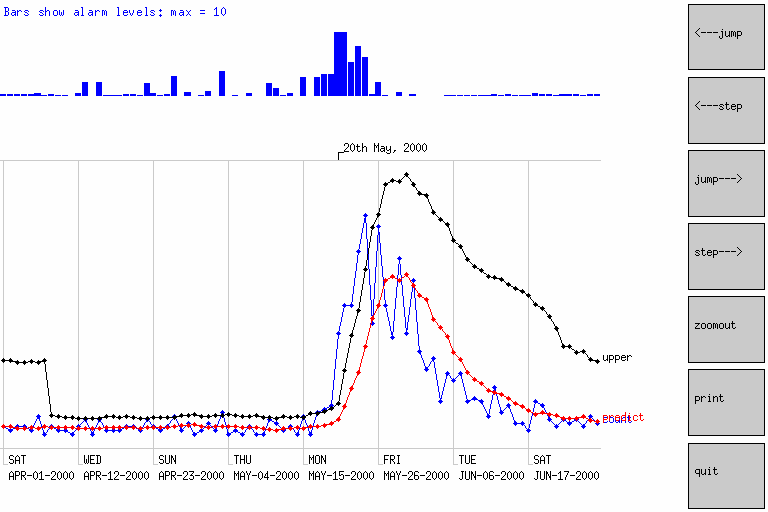 Bars show alarm levels: max = 10
<---jump
<---step
20th May, 2000
jump--->
step--->
zoomout
upper
print
predict
count
SAT WED SUN THU MON FRI TUE SAT
APR-01-2000 APR-12-2000 APR-23-2000 MAY-04-2000 MAY-15-2000 MAY-26-2000 JUN-06-2000 JUN-17-2000
quit